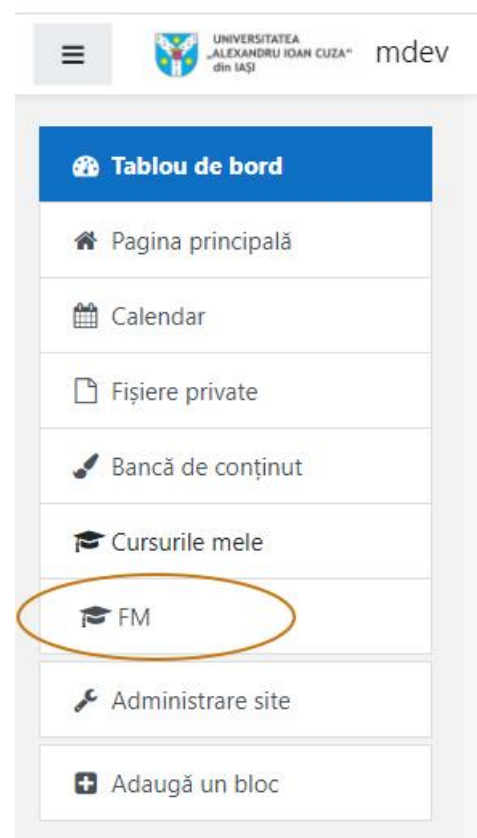 UNIVERSITATEA
„ALEXANDRU IOAN CUZA“
din IAȘI
mdev
Tablou de bord
Pagina principală
Calendar
Fișiere private
Bancă de conținut
Cursurile mele
FM
Administrare site
Adaugă un bloc